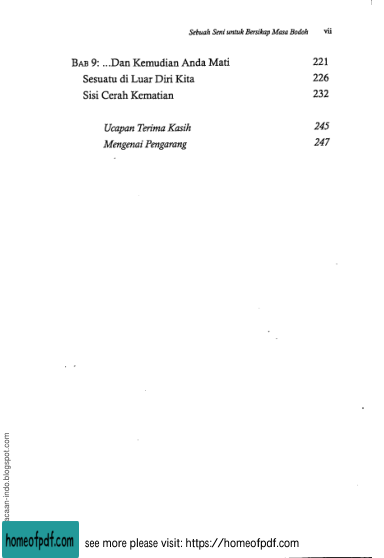 Sebuah Seni untuk Bersikap Masa Bodoh vii
BAB 9: ...Dan Kemudian Anda Mati 221
Sesuatu di Luar Diri Kita 226
Sisi Cerah Kematian 232
Ucapan Terima Kasih 245
Mengenai Pengarang 247
acaan-indo.blogspot.com
homeofpdf.com
see more please visit: https://homeofpdf.com